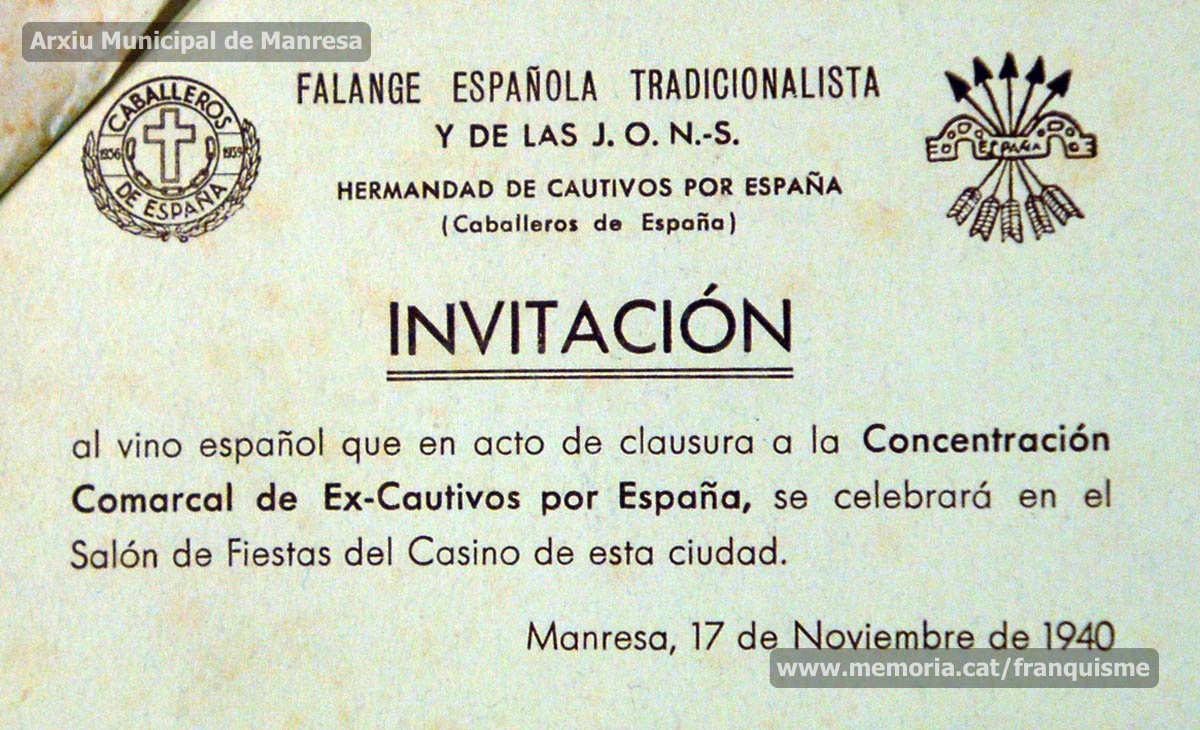 Arxiu Municipal de Manresa
CABALLEROS
1936 1939
DE ESPAÑA
FALANGE ESPAÑOLA TRADICIONALISTA
Y DE LAS J. O. N.-S.
HERMANDAD DE CAUTIVOS POR ESPAÑA
(Caballeros de España)
ESPAÑA
INVITACIÓN
al vino español que en acto de clausura a la Concentración
Comarcal de Ex-Cautivos por España, se celebrará en el
Salón de Fiestas del Casino de esta ciudad.
Manresa, 17 de Noviembre de 1940
www.memoria.cat/franquisme